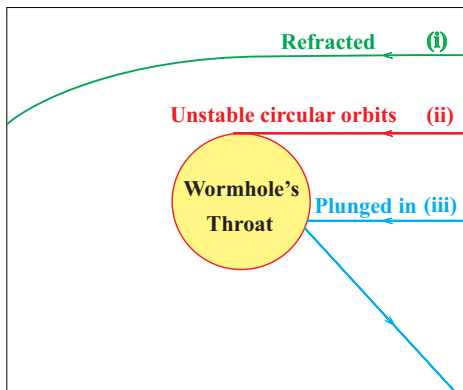 Refracted (i)
Unstable circular orbits (ii)
Wormhole's
Throat
Plunged in (iii)